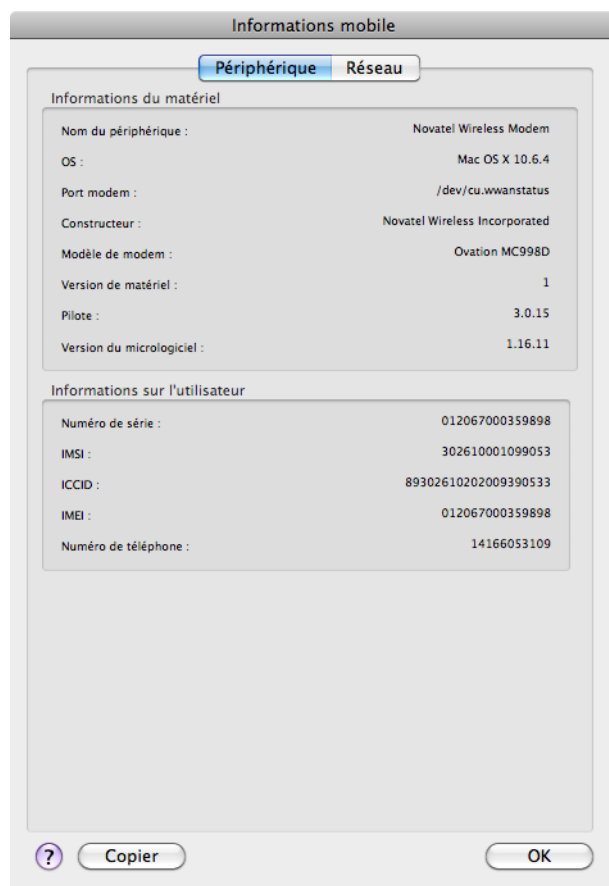 Informations mobile
Périphérique Réseau
Informations du matériel
Nom du périphérique : Novatel Wireless Modem
OS : Mac OS X 10.6.4
Port modem : /dev/cu.wwanstatus
Constructeur : Novatel Wireless Incorporated
Modèle de modem : Ovation MC998D
Version de matériel : 1
Pilote : 3.0.15
Version du micrologiciel : 1.16.11
Informations sur l'utilisateur
Numéro de série : 012067000359898
IMSI : 302610001099053
ICCID : 89302610202009390533
IMEI : 012067000359898
Numéro de téléphone : 14166053109
? Copier OK